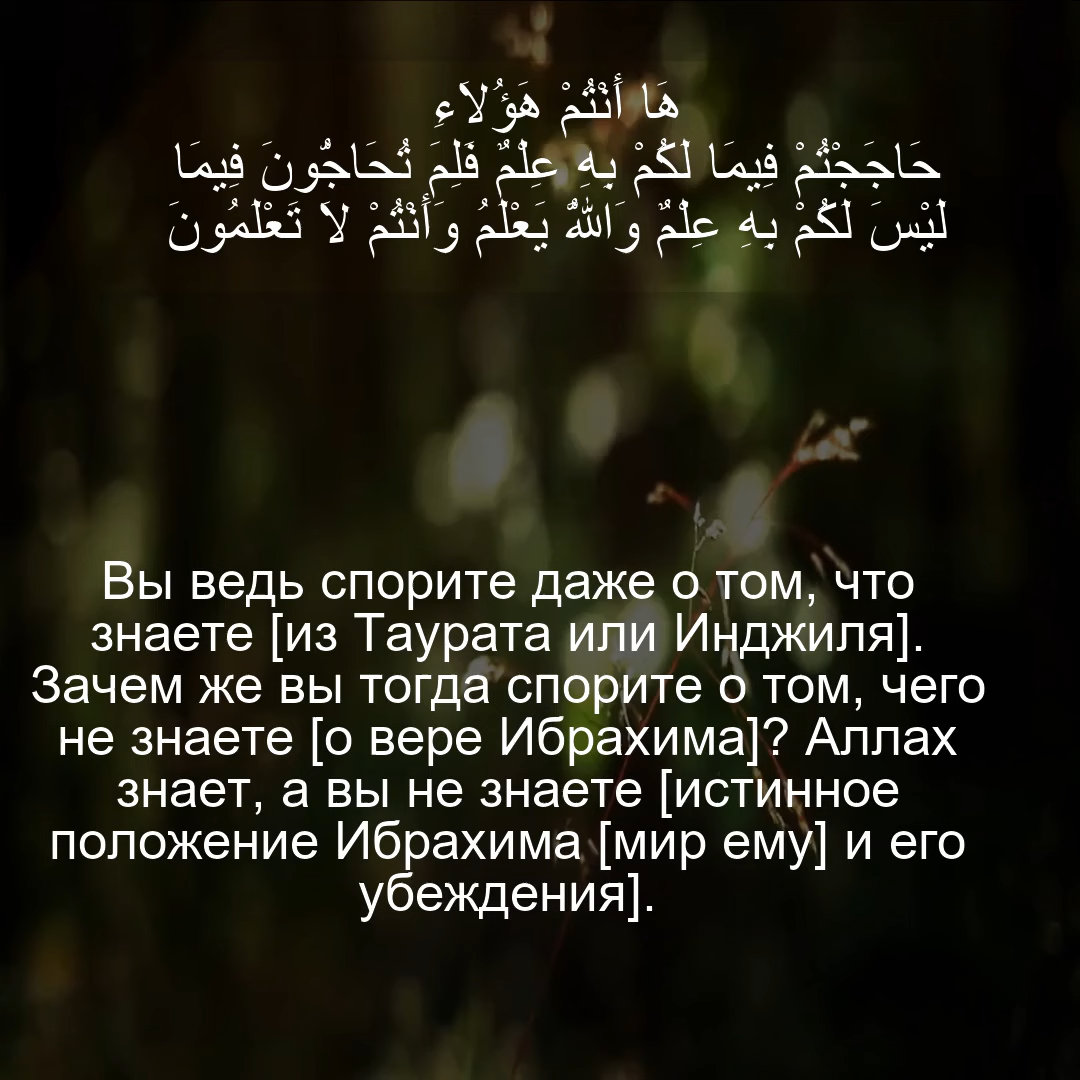 هَا أَنْتُمْ هَؤُلاَءِ
حَاجَجْتُمْ فِيمَا لَكُمْ بِهِ عِلْمٌ فَلِمَ تُحَاجُّونَ فِيمَا
لَيْسَ لَكُمْ بِهِ عِلْمٌ وَاللَّهُ يَعْلَمُ وَأَنْتُمْ لاَ تَعْلَمُونَ
Вы ведь спорите даже о том, что
знаете [из Таурата или Инджиля].
Зачем же вы тогда спорите о том, чего
не знаете [о вере Ибрахима]? Аллах
знает, а вы не знаете [истинное
положение Ибрахима [мир ему] и его
убеждения].